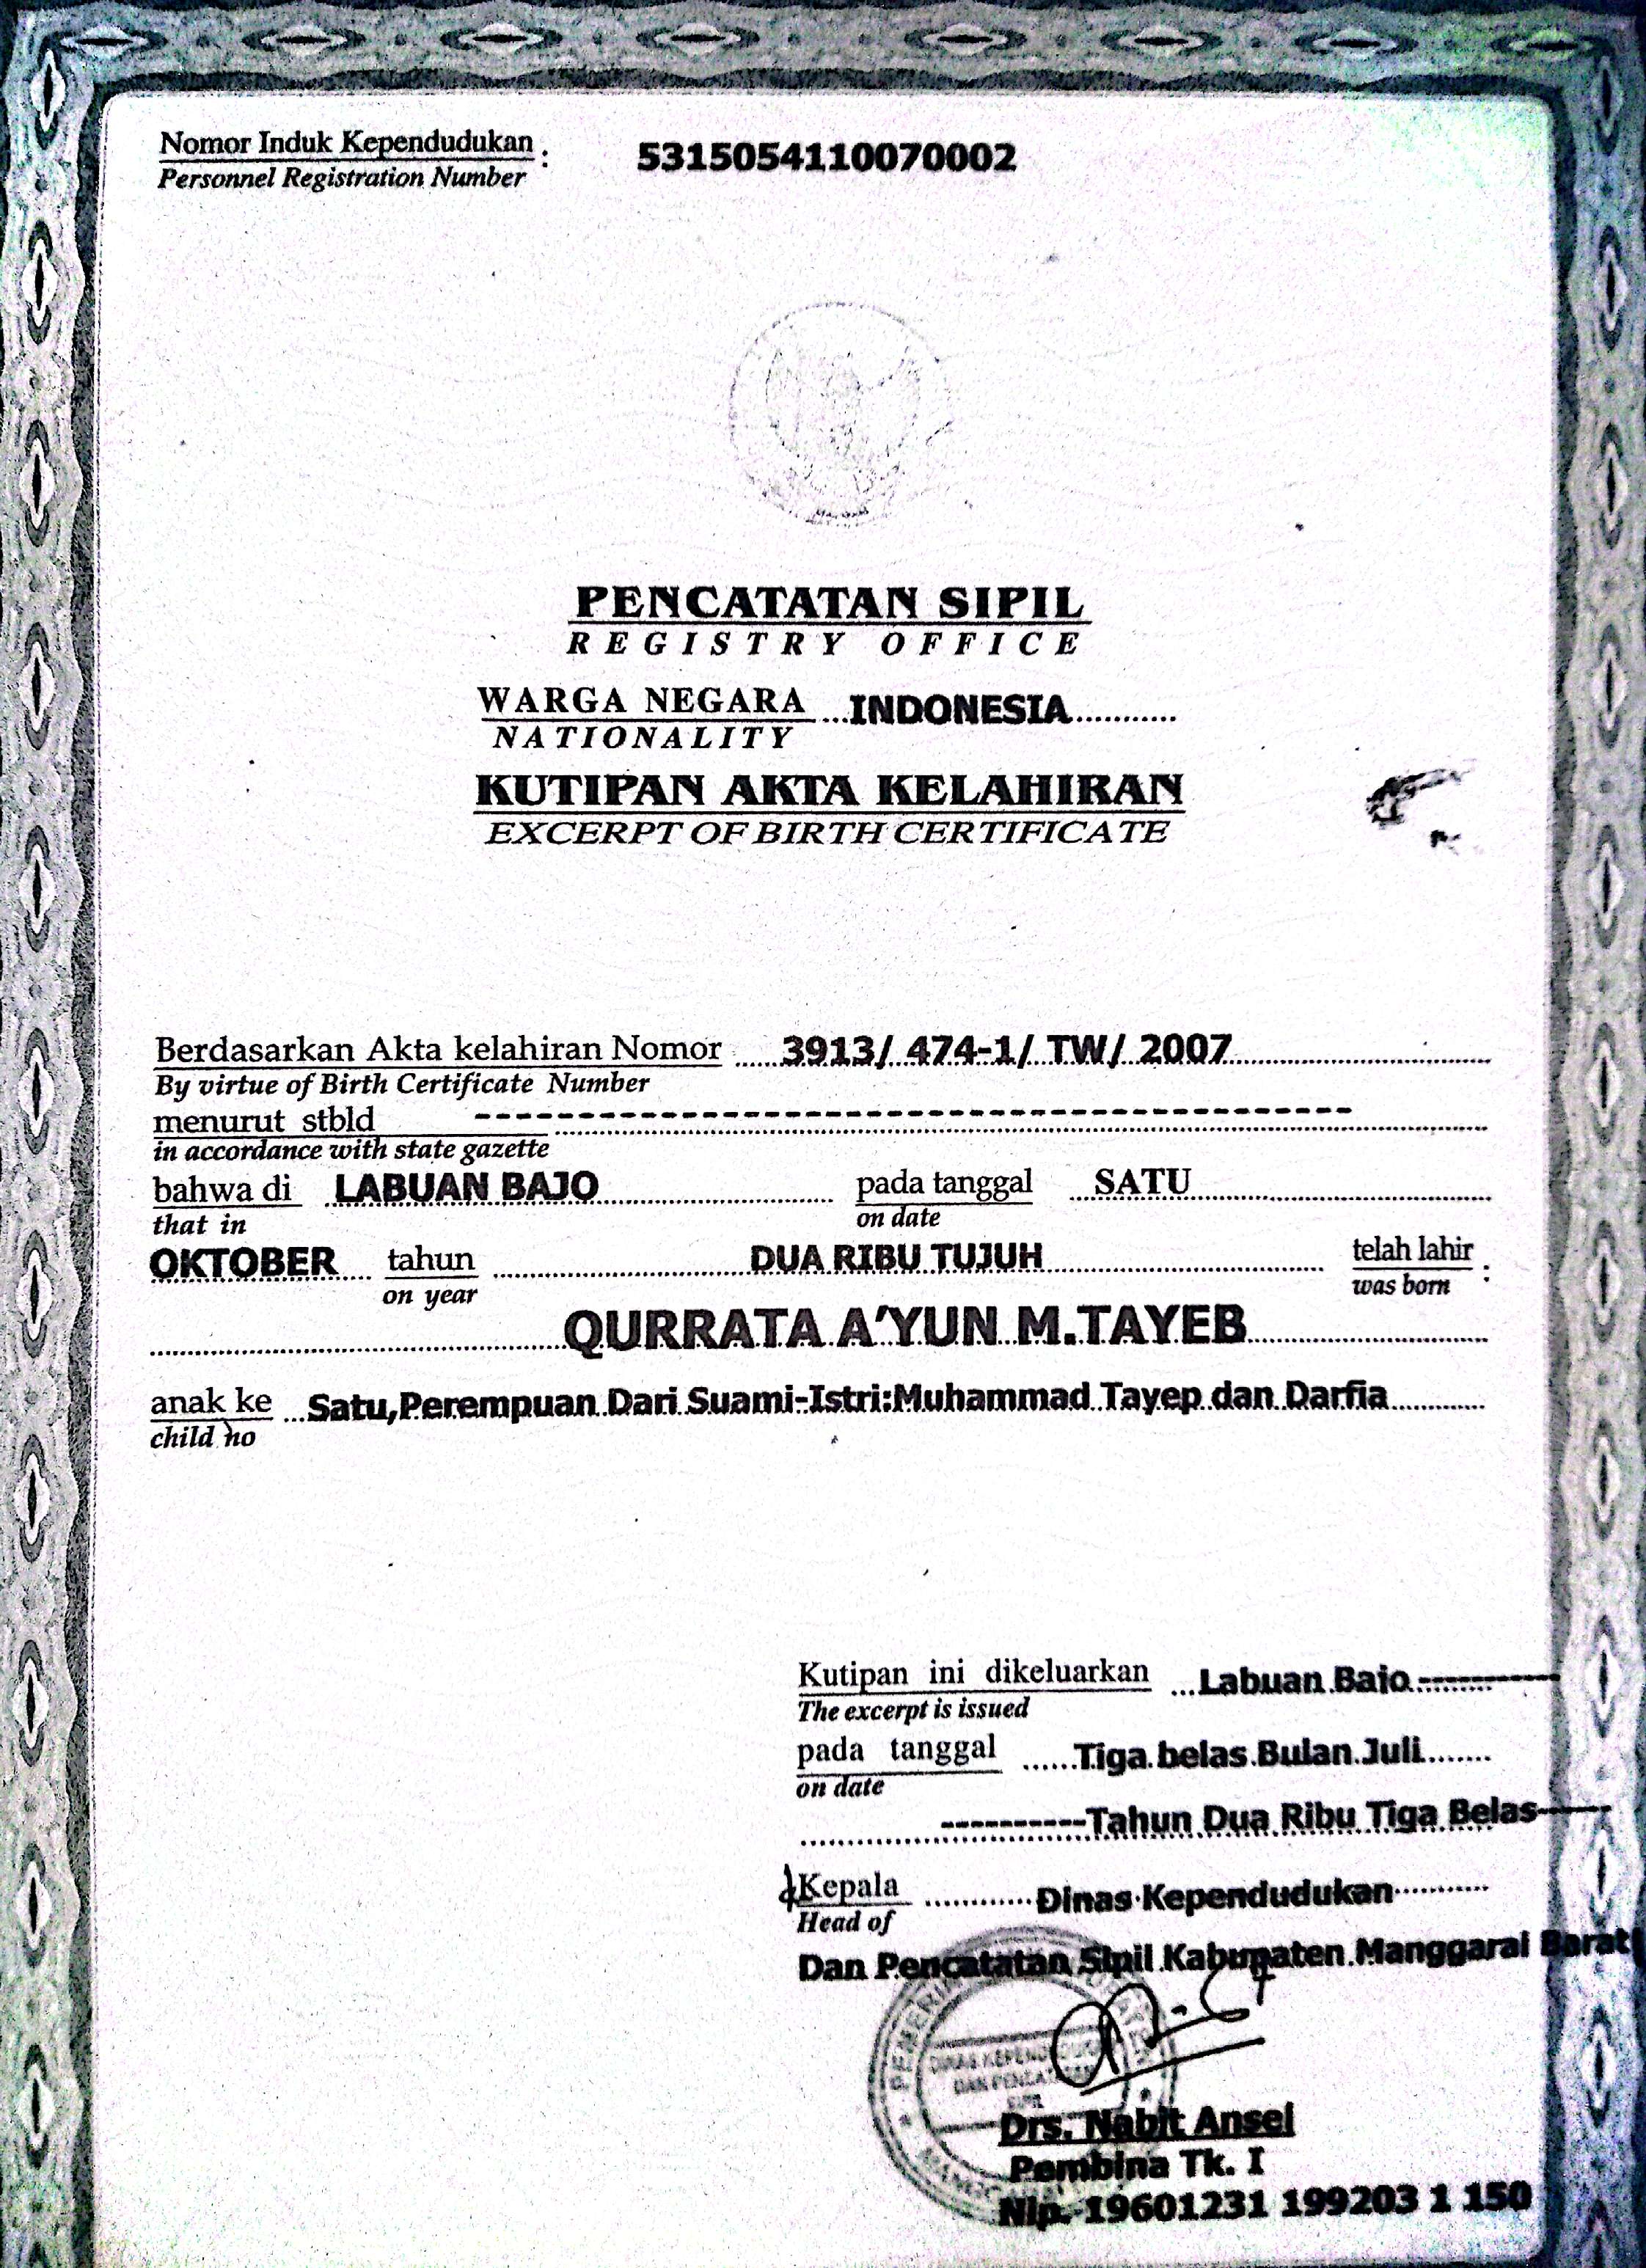 Nomor Induk Kependudukan : 5315054110070002
Personnel Registration Number
PENCATATAN SIPIL
REGISTRY OFFICE
WARGA NEGARA ...INDONESIA............
NATIONALITY
KUTIPAN AKTA KELAHIRAN
EXCERPT OF BIRTH CERTIFICATE
Berdasarkan Akta kelahiran Nomor 3913/ 474-1/ TW/ 2007
By virtue of Birth Certificate Number
menurut stbld --------------------------------------------
in accordance with state gazette
bahwa di LABUAN BAJO pada tanggal SATU
that in on date
OKTOBER tahun DUA RIBU TUJUH telah lahir :
on year was born
QURRATA A'YUN M.TAYEB
anak ke Satu,Perempuan Dari Suami-Istri:Muhammad Tayep dan Darfia
child no
Kutipan ini dikeluarkan Labuan Bajo ----------
The excerpt is issued
pada tanggal Tiga belas Bulan Juli
on date
----------Tahun Dua Ribu Tiga Belas-----
Kepala Dinas Kependudukan
Head of
Dan Pencatatan Sipil Kabupaten Manggarai Barat
DINAS KEPENDUDUKAN
DAN PENCATATAN
SIPIL
Drs. Nabit Ansel
Pembina Tk. I
Nip. 19601231 199203 1 150